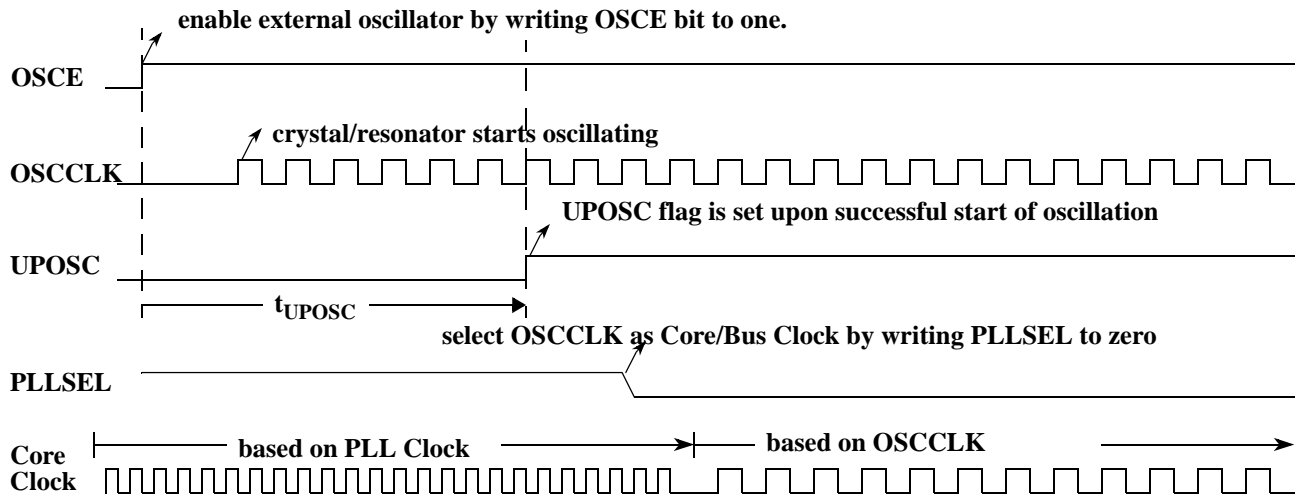 enable external oscillator by writing OSCE bit to one.
OSCE
crystal/resonator starts oscillating
OSCCLK
UPOSC flag is set upon successful start of oscillation
UPOSC
tUPOSC
select OSCCLK as Core/Bus Clock by writing PLLSEL to zero
PLLSEL
based on PLL Clock
based on OSCCLK
Core
Clock